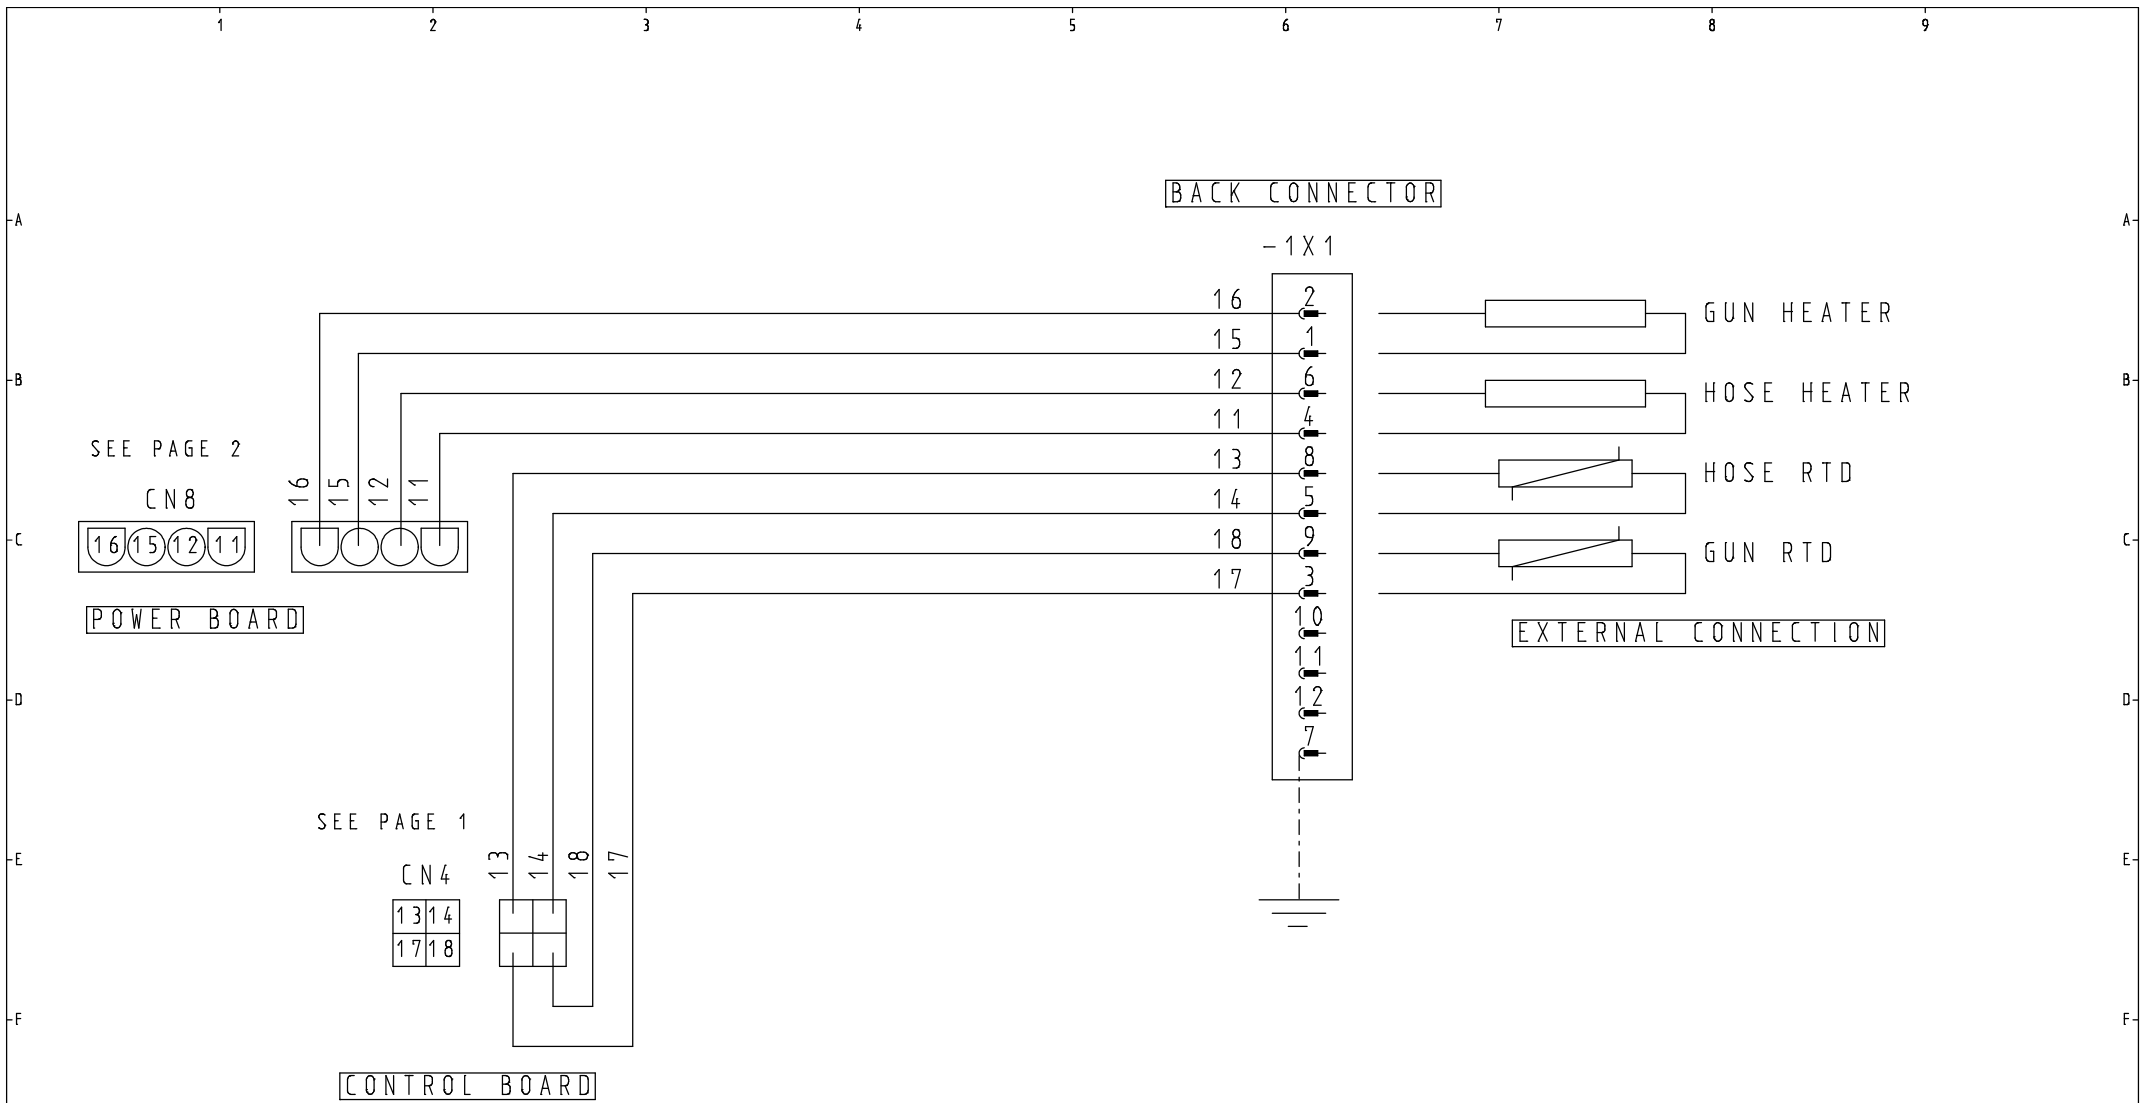 1 2 3 4 5 6 7 8 9
BACK CONNECTOR
A A
-1X1
16 2 GUN HEATER
15 1
B 12 6 HOSE HEATER B
11 4
SEE PAGE 2
13 8 HOSE RTD
CN8 16 15 12 11 14 5
C 16 15 12 11 18 9 GUN RTD C
17 3
POWER BOARD 10 EXTERNAL CONNECTION
11
D 12 D
7
SEE PAGE 1
E 13 14 18 17 E
CN4
13 14
17 18
F F
CONTROL BOARD